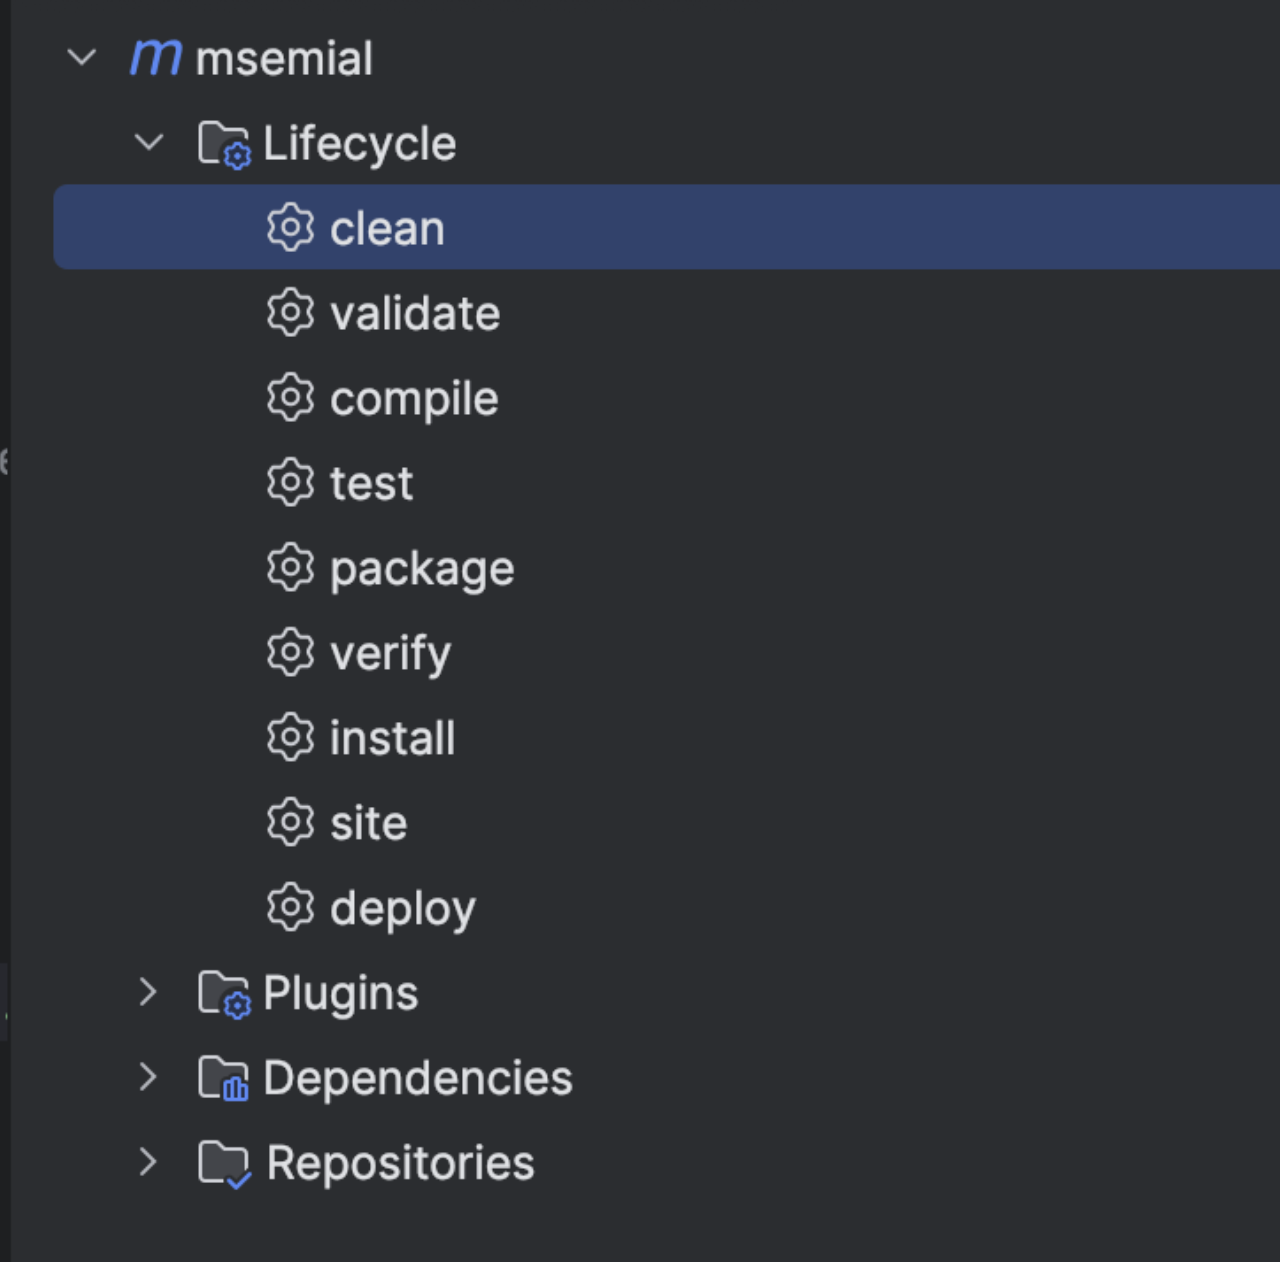 m msemial
Lifecycle
clean
validate
compile
test
package
verify
install
site
deploy
Plugins
Dependencies
Repositories